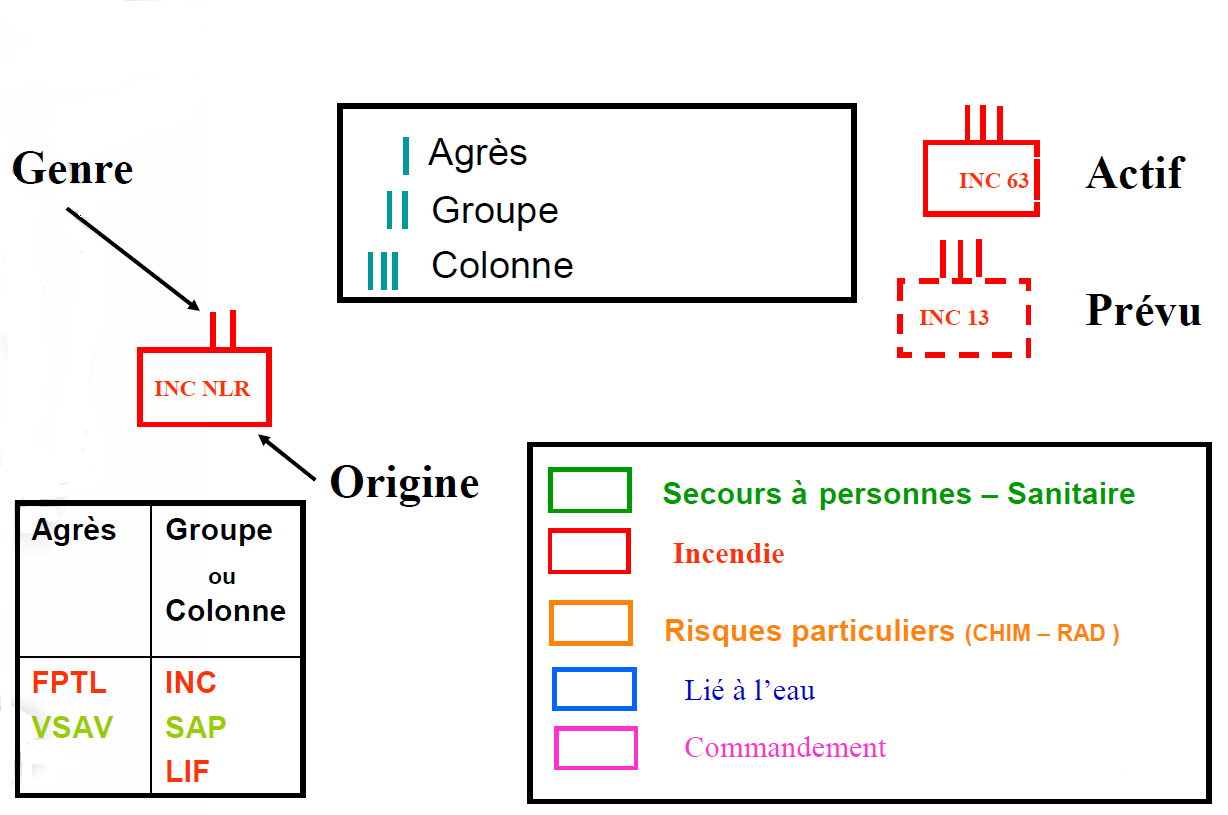 Genre
Agrès
Groupe
Colonne
INC 63
Actif
INC 13
Prévu
INC NLR
Origine
Agrès
Groupe
ou
Colonne
FPTL
INC
VSAV
SAP
LIF
Secours à personnes – Sanitaire
Incendie
Risques particuliers (CHIM – RAD )
Lié à l’eau
Commandement